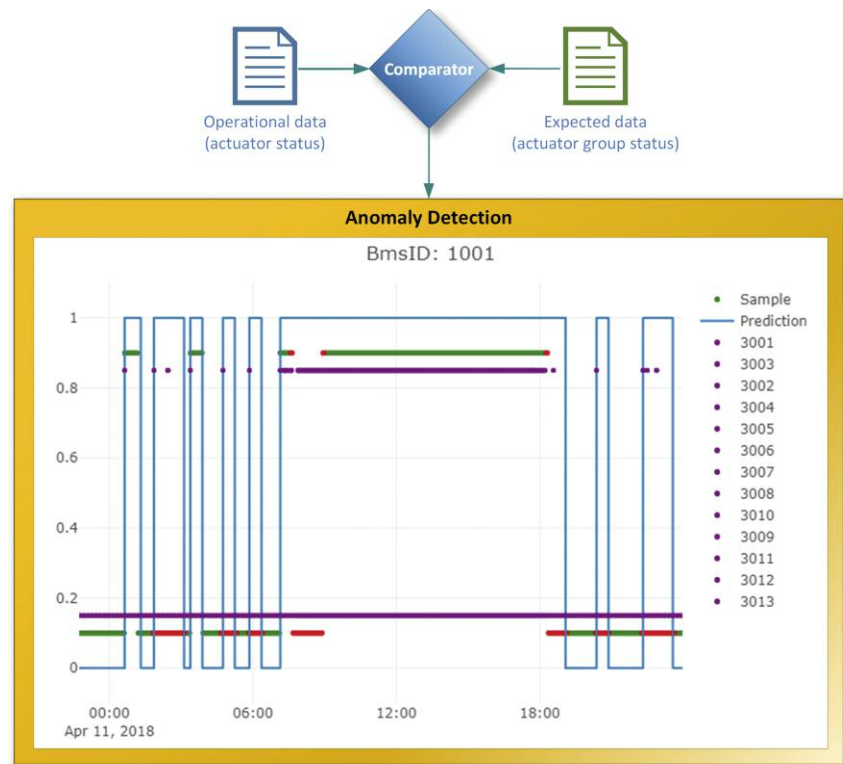 Comparator
Operational data
(actuator status)
Expected data
(actuator group status)
Anomaly Detection
BmsID: 1001
1
0.8
0.6
0.4
0.2
0
00:00
06:00
12:00
18:00
Apr 11, 2018
Sample
Prediction
3001
3003
3002
3004
3005
3006
3007
3008
3010
3009
3011
3012
3013